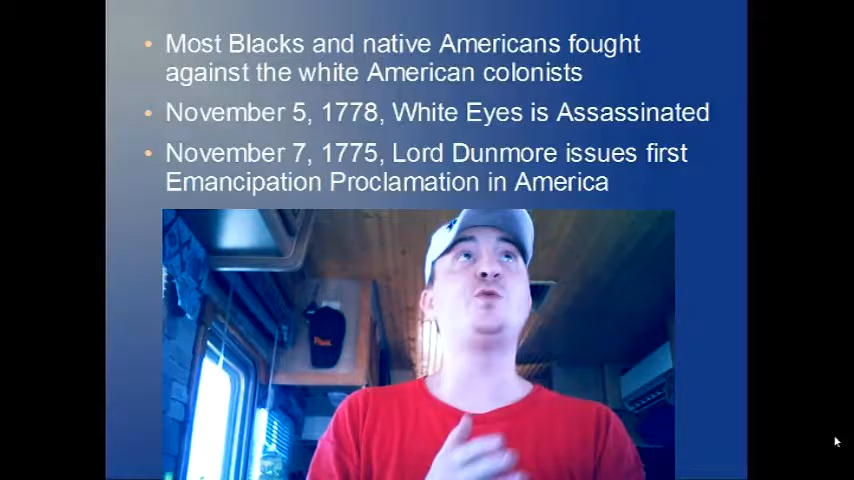 Most Blacks and native Americans fought
against the white American colonists
November 5, 1778, White Eyes is Assassinated
November 7, 1775, Lord Dunmore issues first
Emancipation Proclamation in America